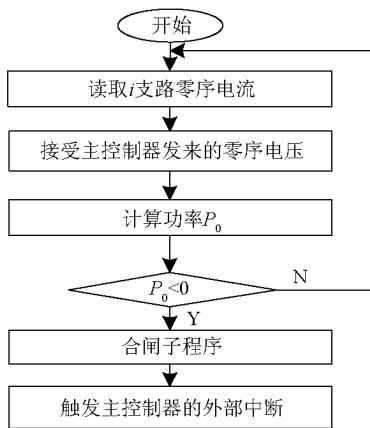 开始
读取i支路零序电流
接受主控制器发来的零序电压
计算功率P₀
P₀<0
N
Y
合闸子程序
触发主控制器的外部中断